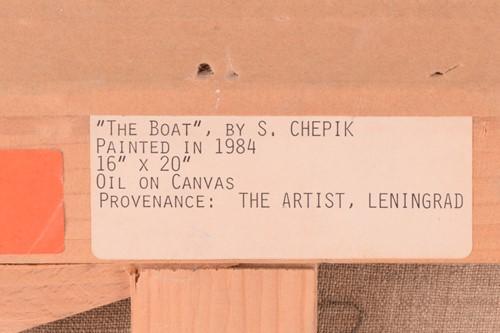 "The Boat", by S. CHEPIK
Painted in 1984
16" x 20"
Oil on Canvas
Provenance: THE ARTIST, LENINGRAD